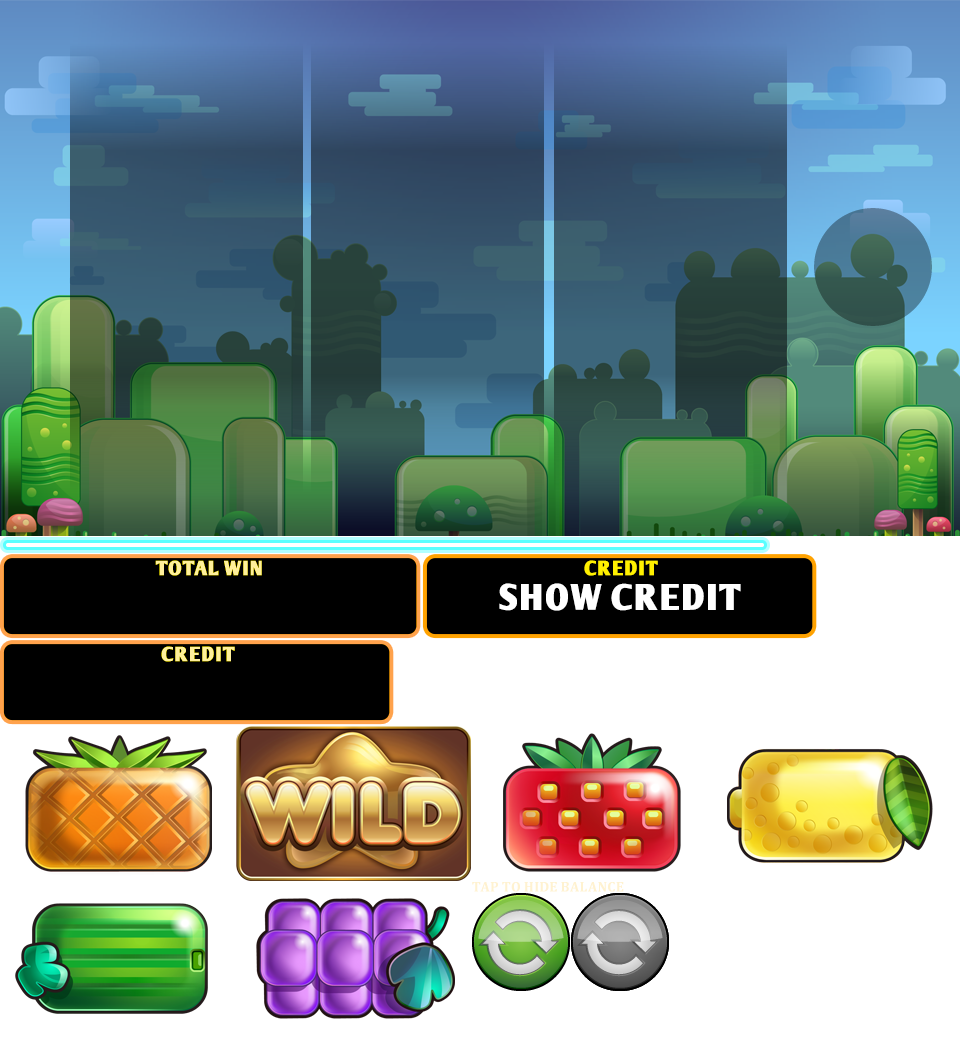 TOTAL WIN
CREDIT
SHOW CREDIT
CREDIT
WILD
TAP TO HIDE BALANCE